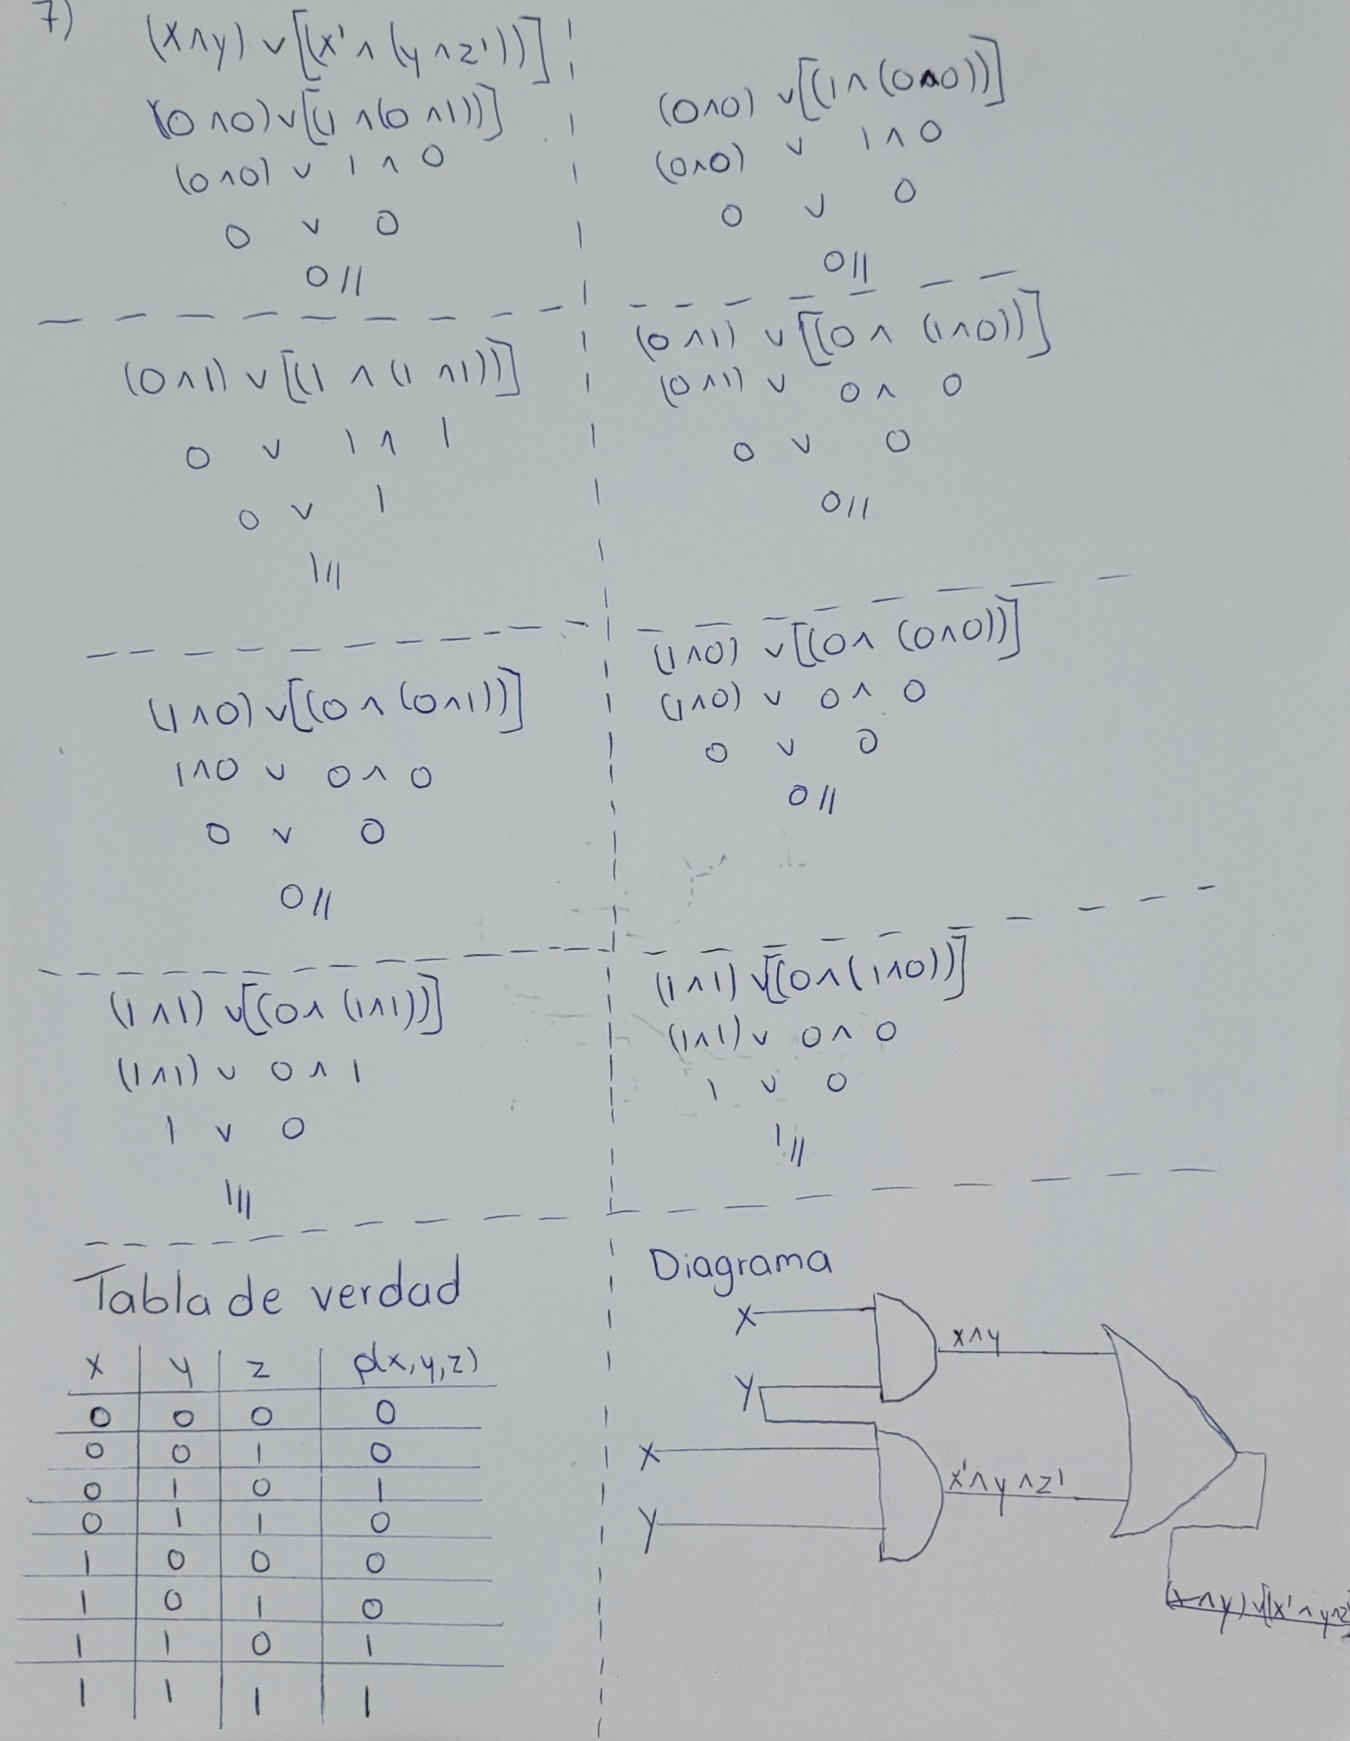 7)
(x∧y) ∨ [(x'∧(y∧z'))]
(0∧0)∨[(1∧(0∧1))]
(0∧0) ∨ 1 ∧ 0
0 ∨ 0
0//
(0∧0) ∨[(1∧(0∧0))]
(0∧0) ∨ 1∧0
0 ∨ 0
0//
(0∧1) ∨ [(1 ∧ (1 ∧1))]
0 ∨ 1 ∧ 1
0 ∨ 1
1//
(0∧1) ∨ [(0∧ (1∧0))]
(0∧1) ∨ 0∧ 0
0 ∨ 0
0//
(1∧0) ∨[(0∧(0∧1))]
1∧0 ∨ 0∧0
0 ∨ 0
0//
(1∧0) ∨[(0∧ (0∧0))]
(1∧0) ∨ 0∧ 0
0 ∨ 0
0//
(1∧1) ∨[(0∧ (1∧1))]
(1∧1) ∨ 0∧1
1 ∨ 0
1//
(1∧1) ∨[(0∧(1∧0))]
(1∧1)∨ 0∧ 0
1 ∨ 0
1//
Tabla de verdad
x y z p(x,y,z)
0 0 0 0
0 0 1 0
0 1 0 1
0 1 1 0
1 0 0 0
1 0 1 0
1 1 0 1
1 1 1 1
Diagrama
x
x∧y
y
x
x'∧y∧z'
y
(x∧y)∨[(x'∧y∧z'